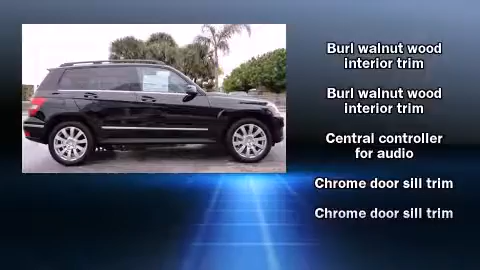 Burl walnut wood
interior trim
Burl walnut wood
interior trim
Central controller
for audio
Chrome door sill trim
Chrome door sill trim